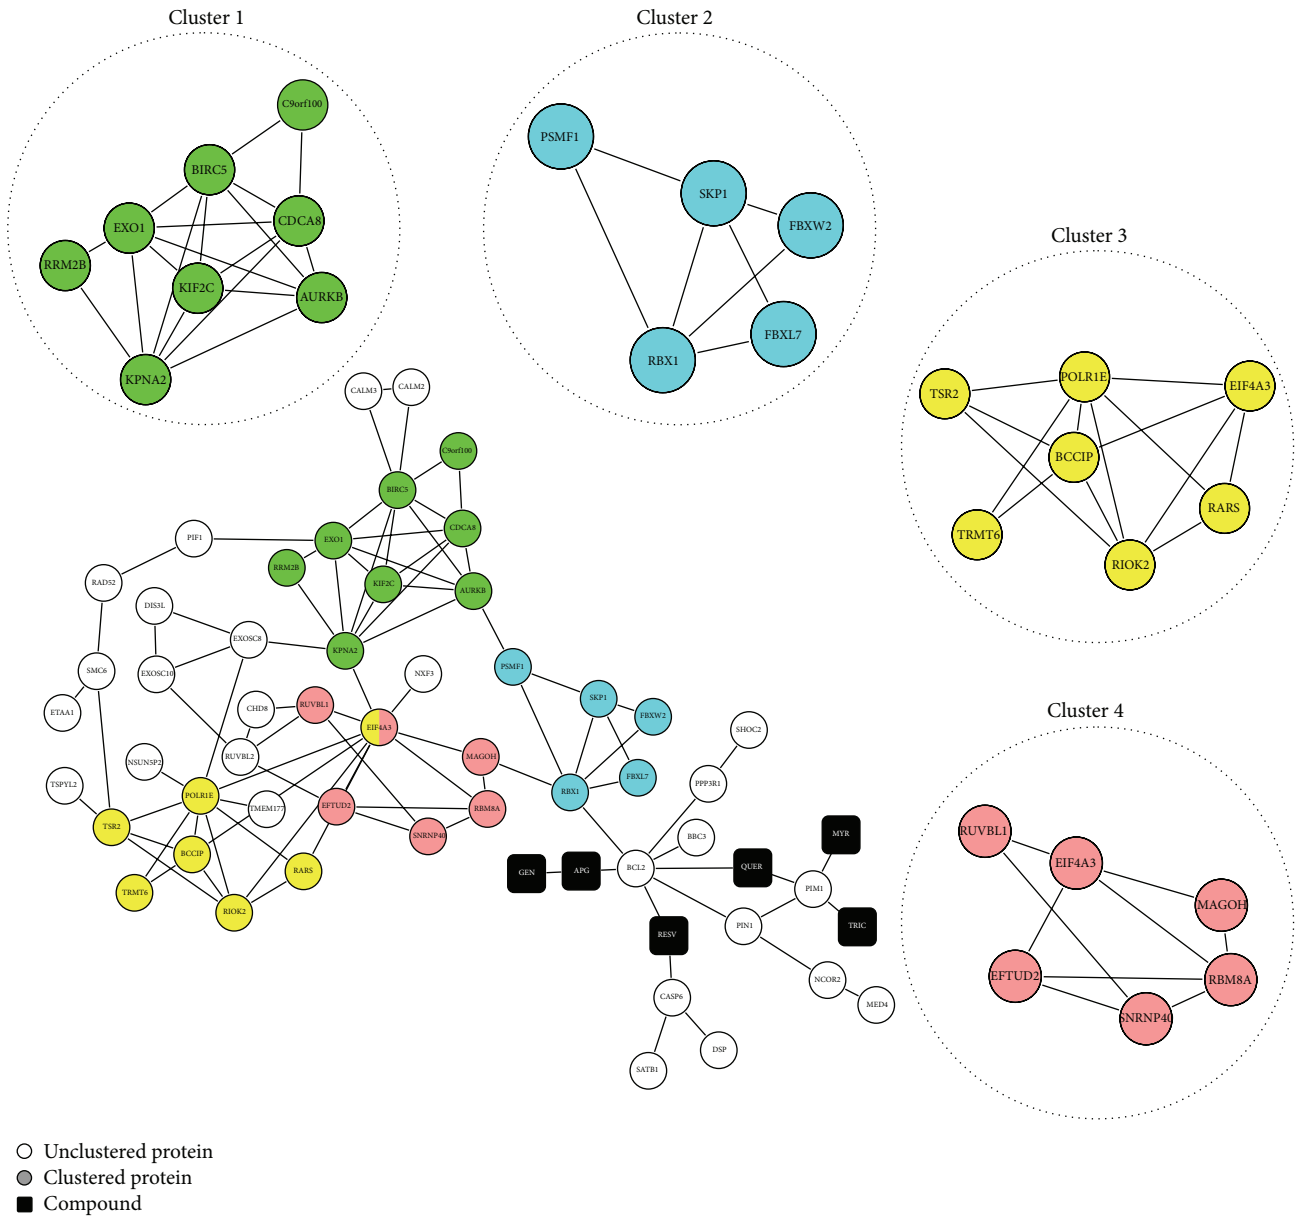 Cluster 1
Cluster 2
C9orf100
BIRC5
EXO1
CDCA8
RRM2B
KIF2C
AURKB
KPNA2
PSMF1
SKP1
FBXW2
FBXL7
RBX1
Cluster 3
TSR2
POLR1E
EIF4A3
BCCIP
RARS
TRMT6
RIOK2
CALM3
CALM2
C9orf100
BIRC5
CDCA8
EXO1
PIF1
RRM2B
KIF2C
AURKB
RAD52
DIS3L
EXOSC8
KPNA2
SMC6
EXOSC10
NXF3
PSMF1
ETAA1
CHD8
RUVBL1
SKP1
FBXW2
EIF4A3
SHOC2
NSUN5P2
RUVBL2
MAGOH
TSPYL2
POLR1E
TMEM177
EFTUD2
RBM8A
RBX1
FBXL7
PPP3R1
TSR2
SNRNP40
BBC3
MYR
BCCIP
RARS
GEN
APG
BCL2
QUER
TRMT6
PIM1
RIOK2
RESV
PIN1
TRIC
NCOR2
CASP6
MED4
DSP
SATB1
Cluster 4
RUVBL1
EIF4A3
MAGOH
EFTUD2
RBM8A
SNRNP40
Unclustered protein
Clustered protein
Compound